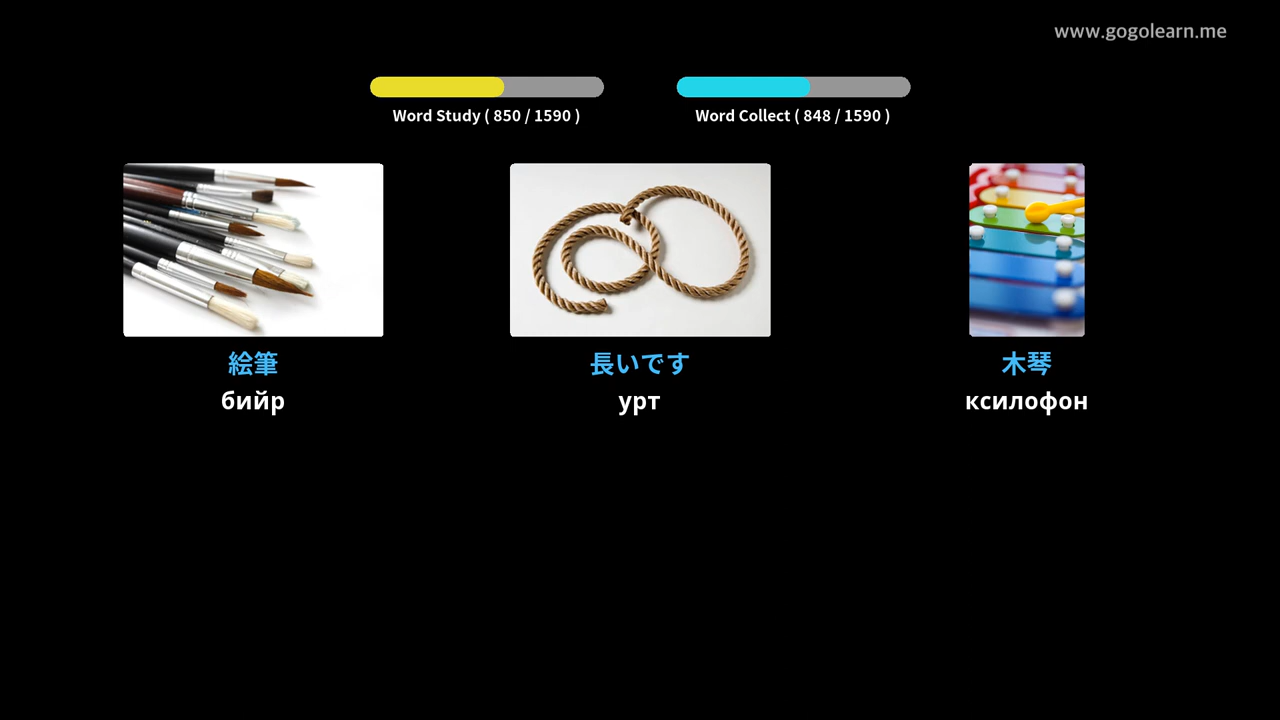 www.gogolearn.me
Word Study ( 850 / 1590 )
Word Collect ( 848 / 1590 )
絵筆
бийр
長いです
урт
木琴
ксилофон